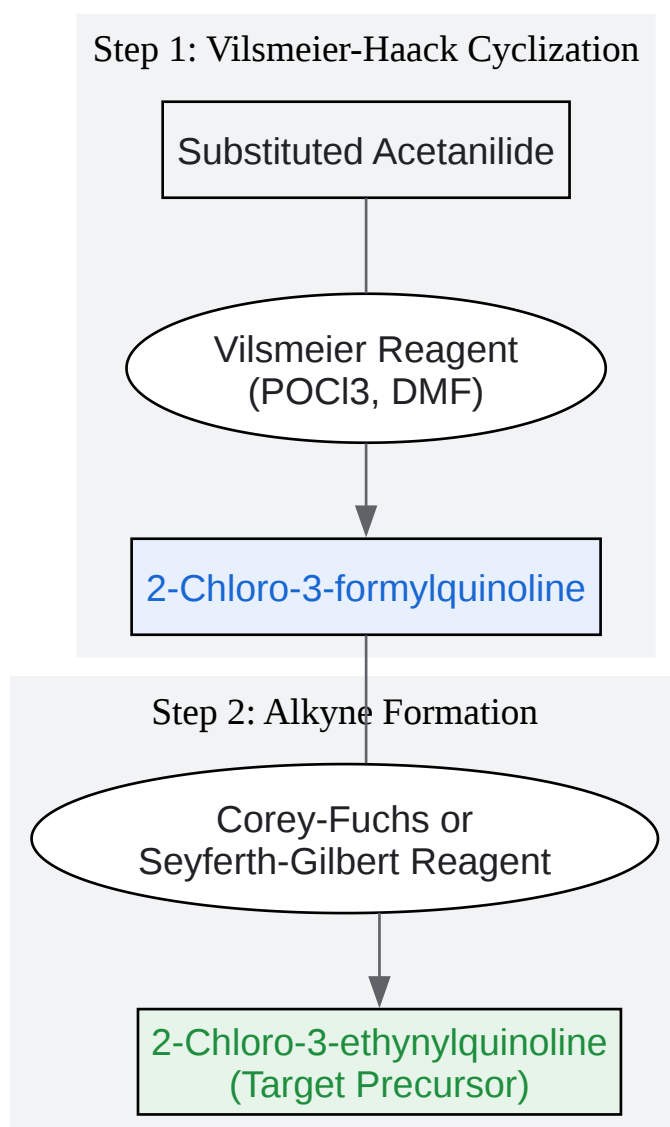 Step 1: Vilsmeier-Haack Cyclization
Substituted Acetanilide
Vilsmeier Reagent
(POCl3, DMF)
2-Chloro-3-formylquinoline
Step 2: Alkyne Formation
Corey-Fuchs or
Seyferth-Gilbert Reagent
2-Chloro-3-ethynylquinoline
(Target Precursor)